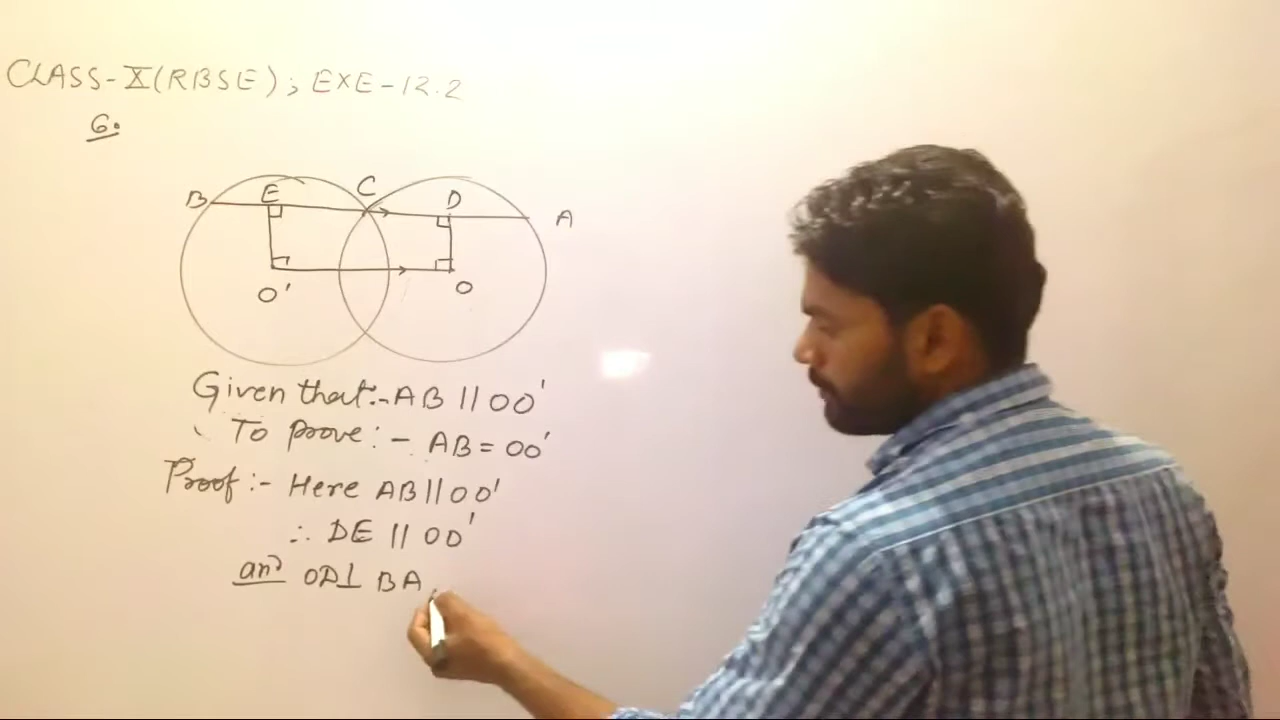 CLASS-X(RBSE); EXE-12.2
6.
B E C D A
O' O
Given that:-AB || OO'
To prove:- AB = OO'
Proof:- Here AB || OO'
∴ DE || OO'
and OD⊥ BA